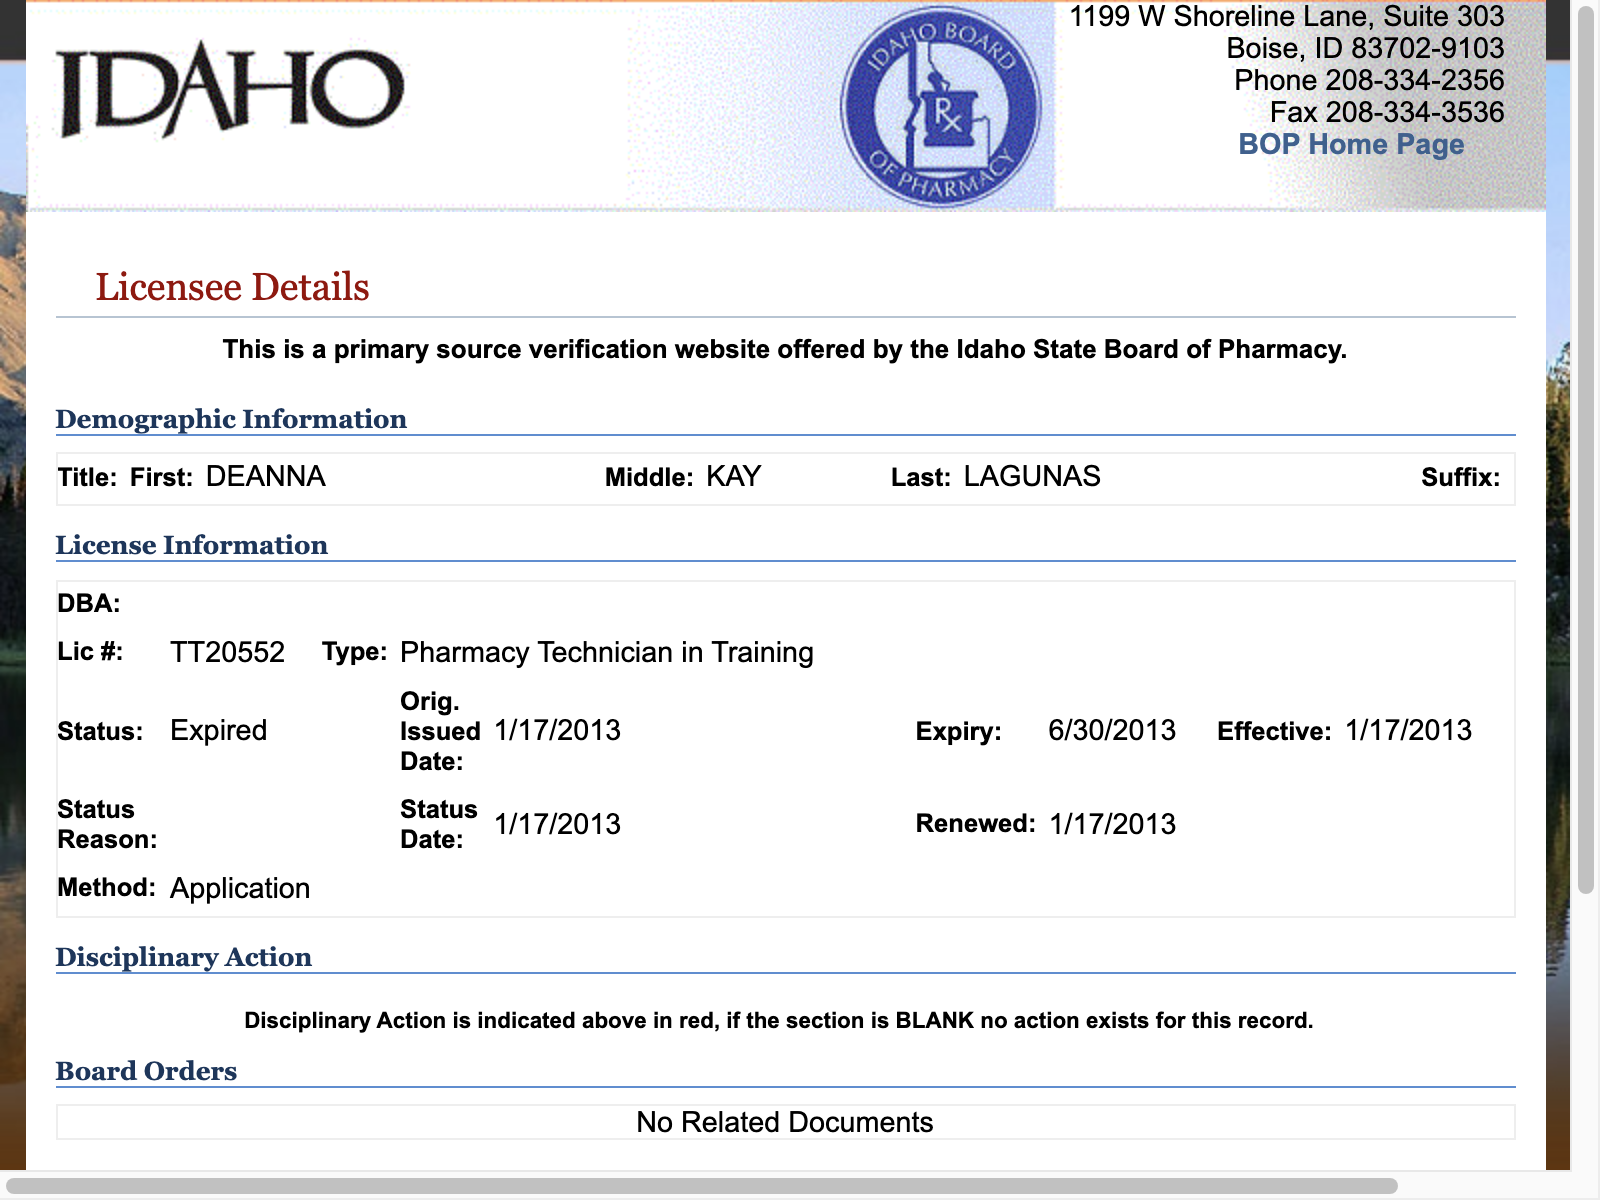 IDAHO
IDAHO BOARD OF PHARMACY
Rx
1199 W Shoreline Lane, Suite 303
Boise, ID 83702-9103
Phone 208-334-2356
Fax 208-334-3536
BOP Home Page
Licensee Details
This is a primary source verification website offered by the Idaho State Board of Pharmacy.
Demographic Information
Title: First: DEANNA Middle: KAY Last: LAGUNAS Suffix:
License Information
DBA:
Lic #: TT20552 Type: Pharmacy Technician in Training
Status: Expired Orig. Issued Date: 1/17/2013 Expiry: 6/30/2013 Effective: 1/17/2013
Status Reason: Status Date: 1/17/2013 Renewed: 1/17/2013
Method: Application
Disciplinary Action
Disciplinary Action is indicated above in red, if the section is BLANK no action exists for this record.
Board Orders
No Related Documents